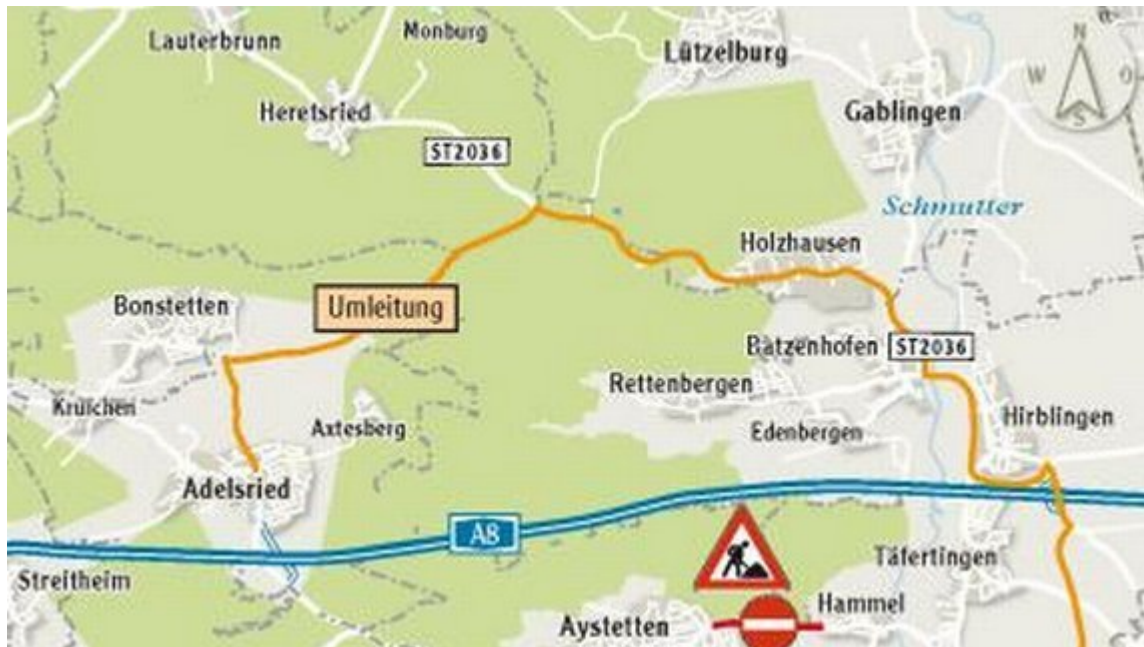 Monburg
Lauterbrunn
Lützelburg
N
W
O
S
Heretsried
Gablingen
ST2036
Schmutter
Holzhausen
Bonstetten
Umleitung
Batzenhofen
ST2036
Rettenbergen
Kruichen
Axtesberg
Edenbergen
Hirblingen
Adelsried
A8
Streitheim
Täfertingen
Hammel
Aystetten